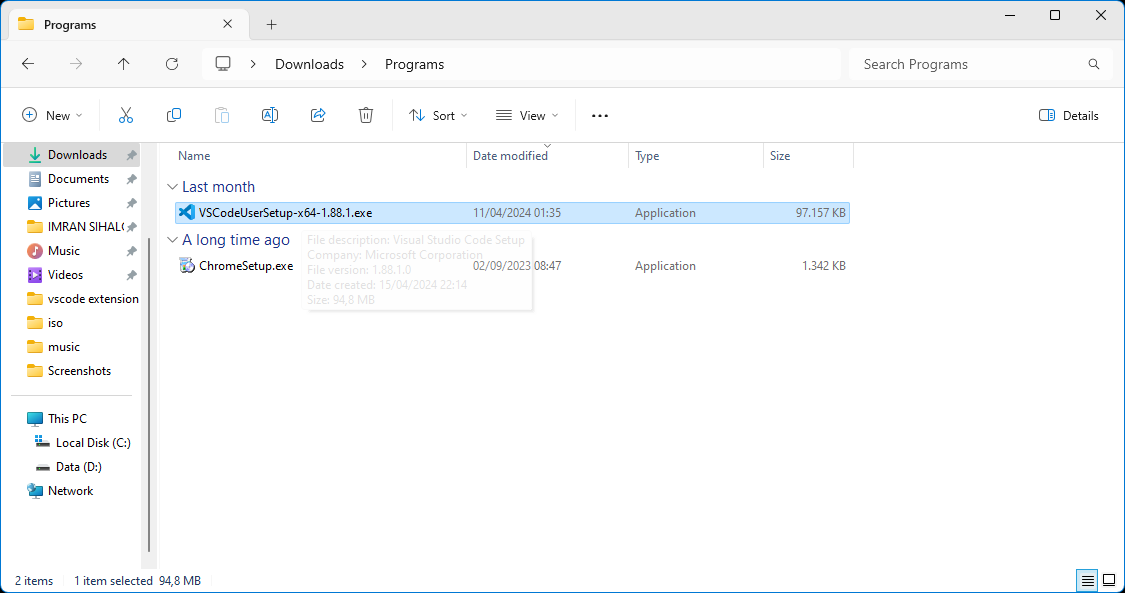 Programs
Downloads Programs
Search Programs
New
Sort
View
Details
Name Date modified Type Size
Downloads
Documents
Pictures
IMRAN SIHALO
Music
Videos
vscode extension
iso
music
Screenshots
This PC
Local Disk (C:)
Data (D:)
Network
Last month
VSCodeUserSetup-x64-1.88.1.exe 11/04/2024 01:35 Application 97.157 KB
A long time ago
ChromeSetup.exe 02/09/2023 08:47 Application 1.342 KB
File description: Visual Studio Code Setup
Company: Microsoft Corporation
File version: 1.88.1.0
Date created: 15/04/2024 22:14
Size: 94,8 MB
2 items 1 item selected 94,8 MB